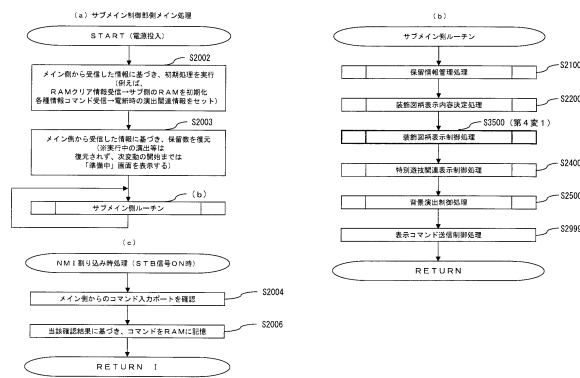 (a) サブメイン制御部側メイン処理
START(電源投入)
S2002
メイン側から受信した情報に基づき、初期処理を実行
(例えば、
RAMクリア情報受信→サブ側のRAMを初期化
各種情報コマンド受信→電断時の演出関連情報をセット)
S2003
メイン側から受信した情報に基づき、保留数を復元
(※実行中の演出等は
復元されず、次変動の開始までは
「準備中」画面を表示する)
(b)
サブメイン側ルーチン
(c)
NMI割り込み時処理(STB信号ON時)
S2004
メイン側からのコマンド入力ポートを確認
S2006
当該確認結果に基づき、コマンドをRAMに記憶
RETURN I
(b)
サブメイン側ルーチン
S2100
保留情報管理処理
S2200
装飾図柄表示内容決定処理
S3500(第4変1)
装飾図柄表示制御処理
S2400
特別遊技関連表示制御処理
S2500
背景演出制御処理
S2999
表示コマンド送信制御処理
RETURN